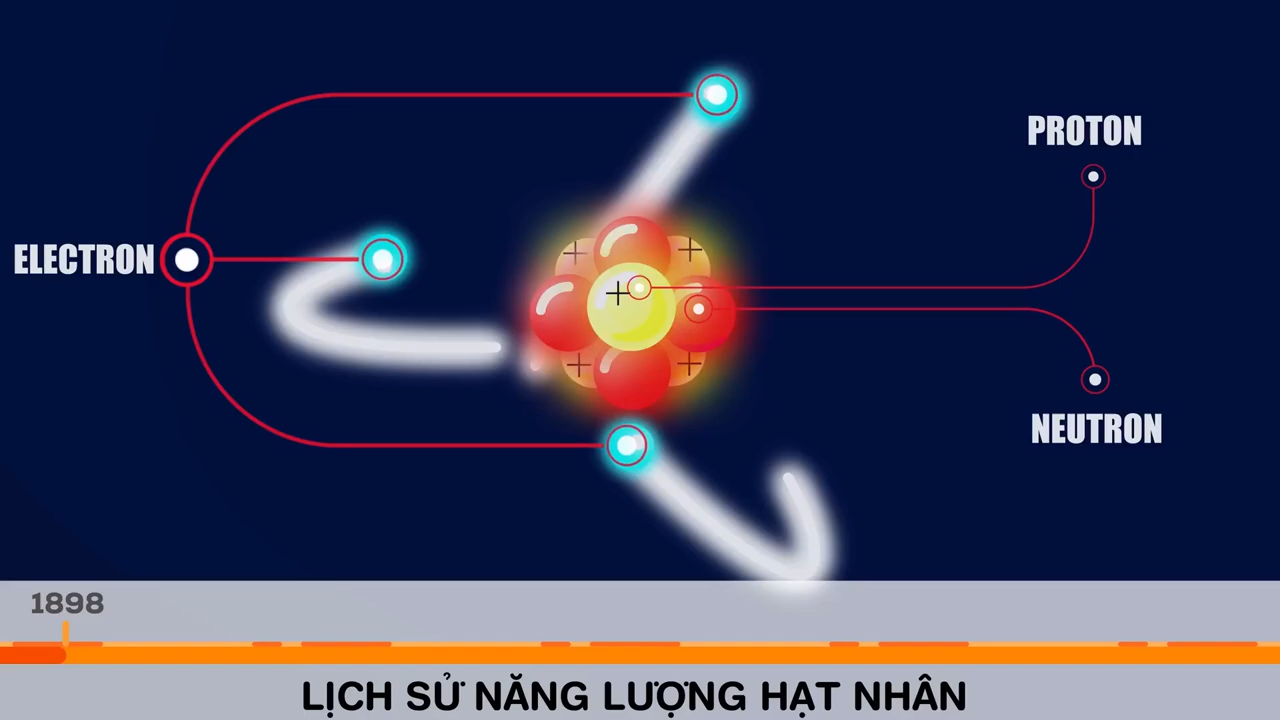 PROTON
ELECTRON
NEUTRON
1898
LỊCH SỬ NĂNG LƯỢNG HẠT NHÂN